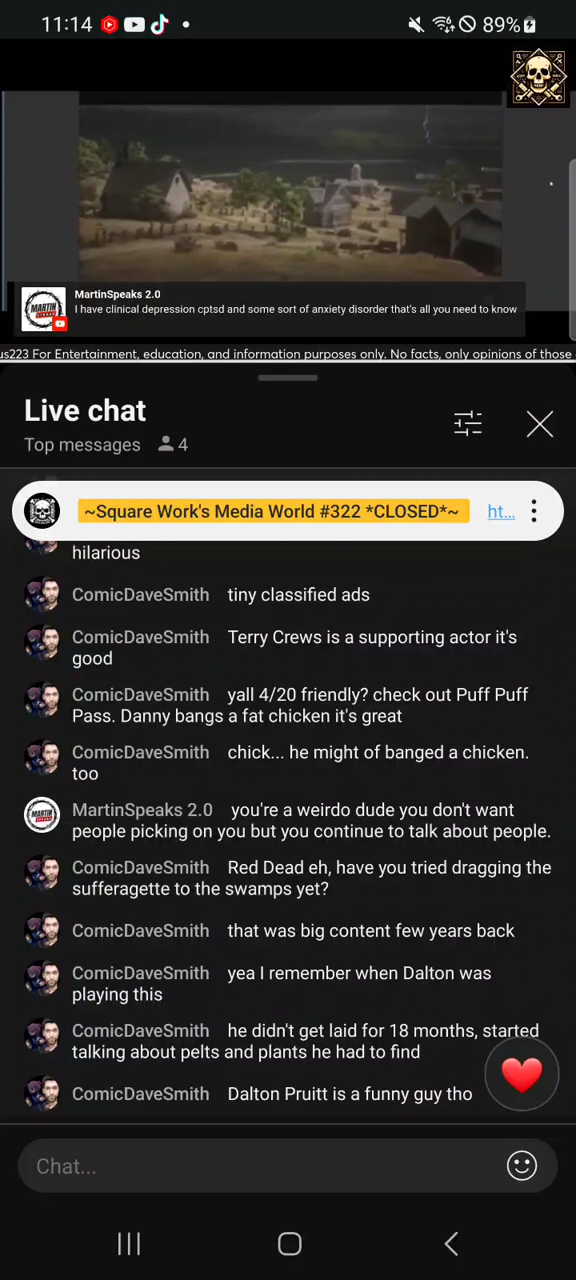 11:14
89%
MartinSpeaks 2.0
I have clinical depression cptsd and some sort of anxiety disorder that's all you need to know
us223 For Entertainment, education, and information purposes only. No facts, only opinions of those
Live chat
Top messages 4
~Square Work's Media World #322 *CLOSED*~ ht...
hilarious
ComicDaveSmith tiny classified ads
ComicDaveSmith Terry Crews is a supporting actor it's
good
ComicDaveSmith yall 4/20 friendly? check out Puff Puff
Pass. Danny bangs a fat chicken it's great
ComicDaveSmith chick... he might of banged a chicken.
too
MartinSpeaks 2.0 you're a weirdo dude you don't want
people picking on you but you continue to talk about people.
ComicDaveSmith Red Dead eh, have you tried dragging the
sufferagette to the swamps yet?
ComicDaveSmith that was big content few years back
ComicDaveSmith yea I remember when Dalton was
playing this
ComicDaveSmith he didn't get laid for 18 months, started
talking about pelts and plants he had to find
ComicDaveSmith Dalton Pruitt is a funny guy tho
Chat...